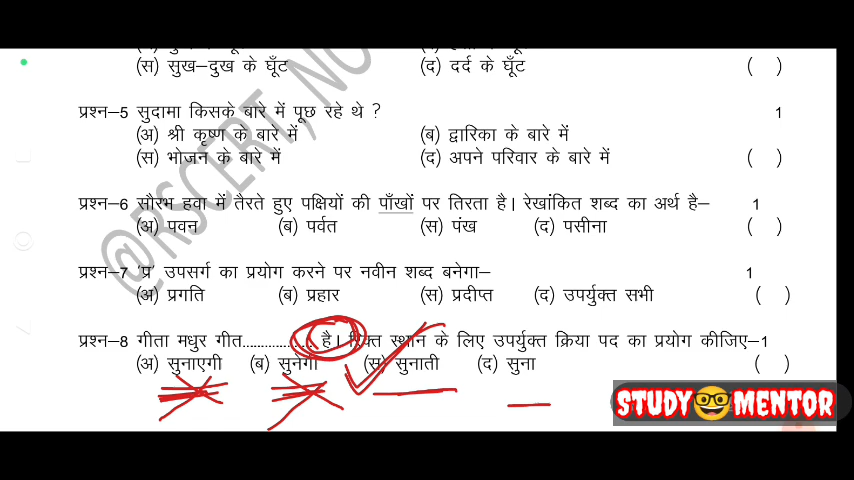 (स) सुख–दुख के घूँट (द) दर्द के घूँट ( )
प्रश्न–5 सुदामा किसके बारे में पूछ रहे थे ? 1
(अ) श्री कृष्ण के बारे में (ब) द्वारिका के बारे में
(स) भोजन के बारे में (द) अपने परिवार के बारे में ( )
प्रश्न–6 सौरभ हवा में तैरते हुए पक्षियों की पाँखों पर तिरता है। रेखांकित शब्द का अर्थ है– 1
(अ) पवन (ब) पर्वत (स) पंख (द) पसीना ( )
प्रश्न–7 'प्र' उपसर्ग का प्रयोग करने पर नवीन शब्द बनेगा– 1
(अ) प्रगति (ब) प्रहार (स) प्रदीप्त (द) उपर्युक्त सभी ( )
प्रश्न–8 गीता मधुर गीत.................. है। रिक्त स्थान के लिए उपर्युक्त क्रिया पद का प्रयोग कीजिए–1
(अ) सुनाएगी (ब) सुनेगी (स) सुनाती (द) सुना ( )
@RSCERT,
STUDY MENTOR